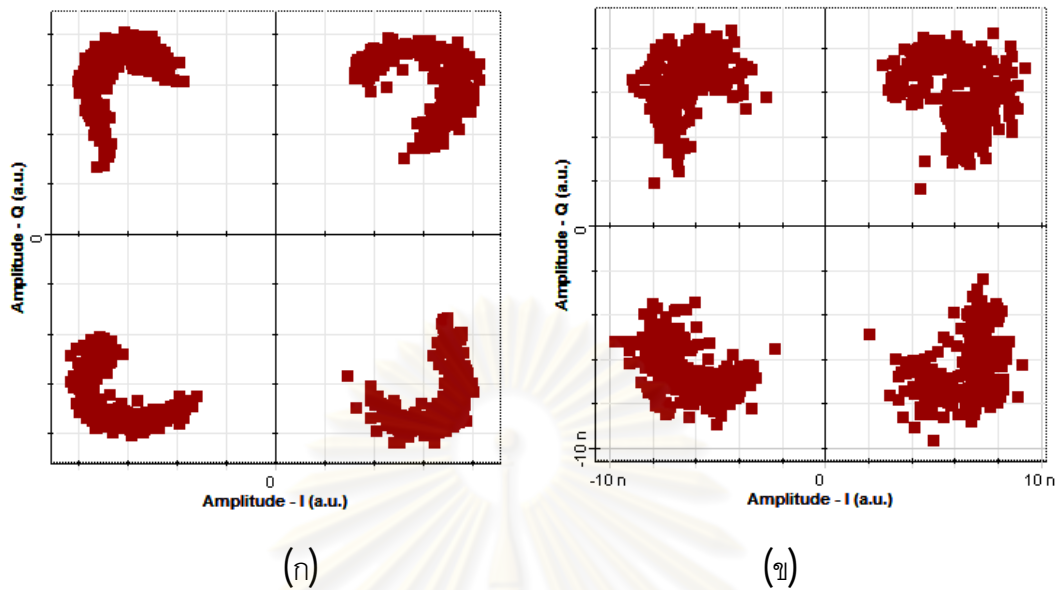 Amplitude - Q (a.u.)
0
0
Amplitude - I (a.u.)
(ก)
Amplitude - Q (a.u.)
0
-10 n
-10 n
0
10 n
Amplitude - I (a.u.)
(ข)